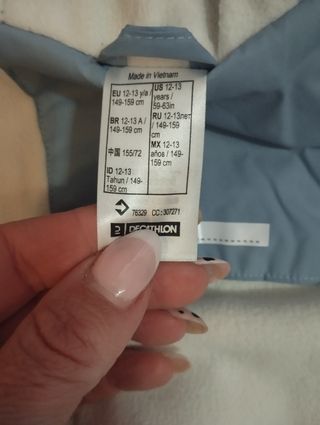 Made in Vietnam
EU 12-13 y/a /
149-159 cm
BR 12-13 A /
149-159 cm
中国 155/72
ID 12-13
Tahun / 149-
159 cm
US 12-13
years /
59-63in
RU 12-13лет
/ 149-159
cm
MX 12-13
años / 149-
159 cm
76329 CC:307271
DECATHLON